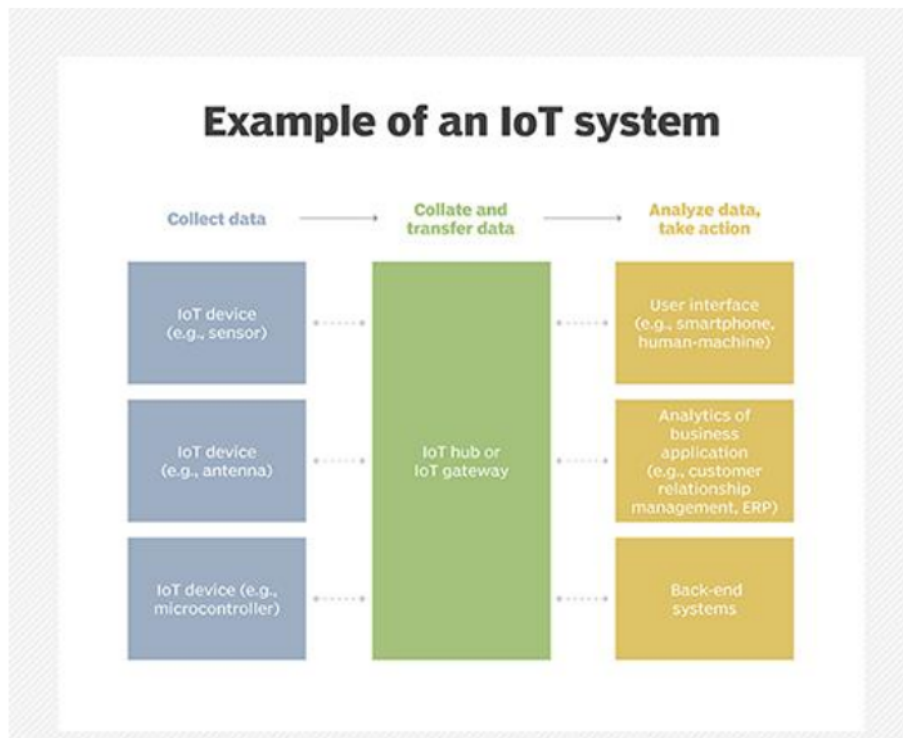 Example of an IoT system
Collect data
Collate and
transfer data
Analyze data,
take action
IoT device
(e.g., sensor)
IoT device
(e.g., antenna)
IoT device (e.g.,
microcontroller)
IoT hub or
IoT gateway
User interface
(e.g., smartphone,
human-machine)
Analytics of
business
application
(e.g., customer
relationship
management, ERP)
Back-end
systems